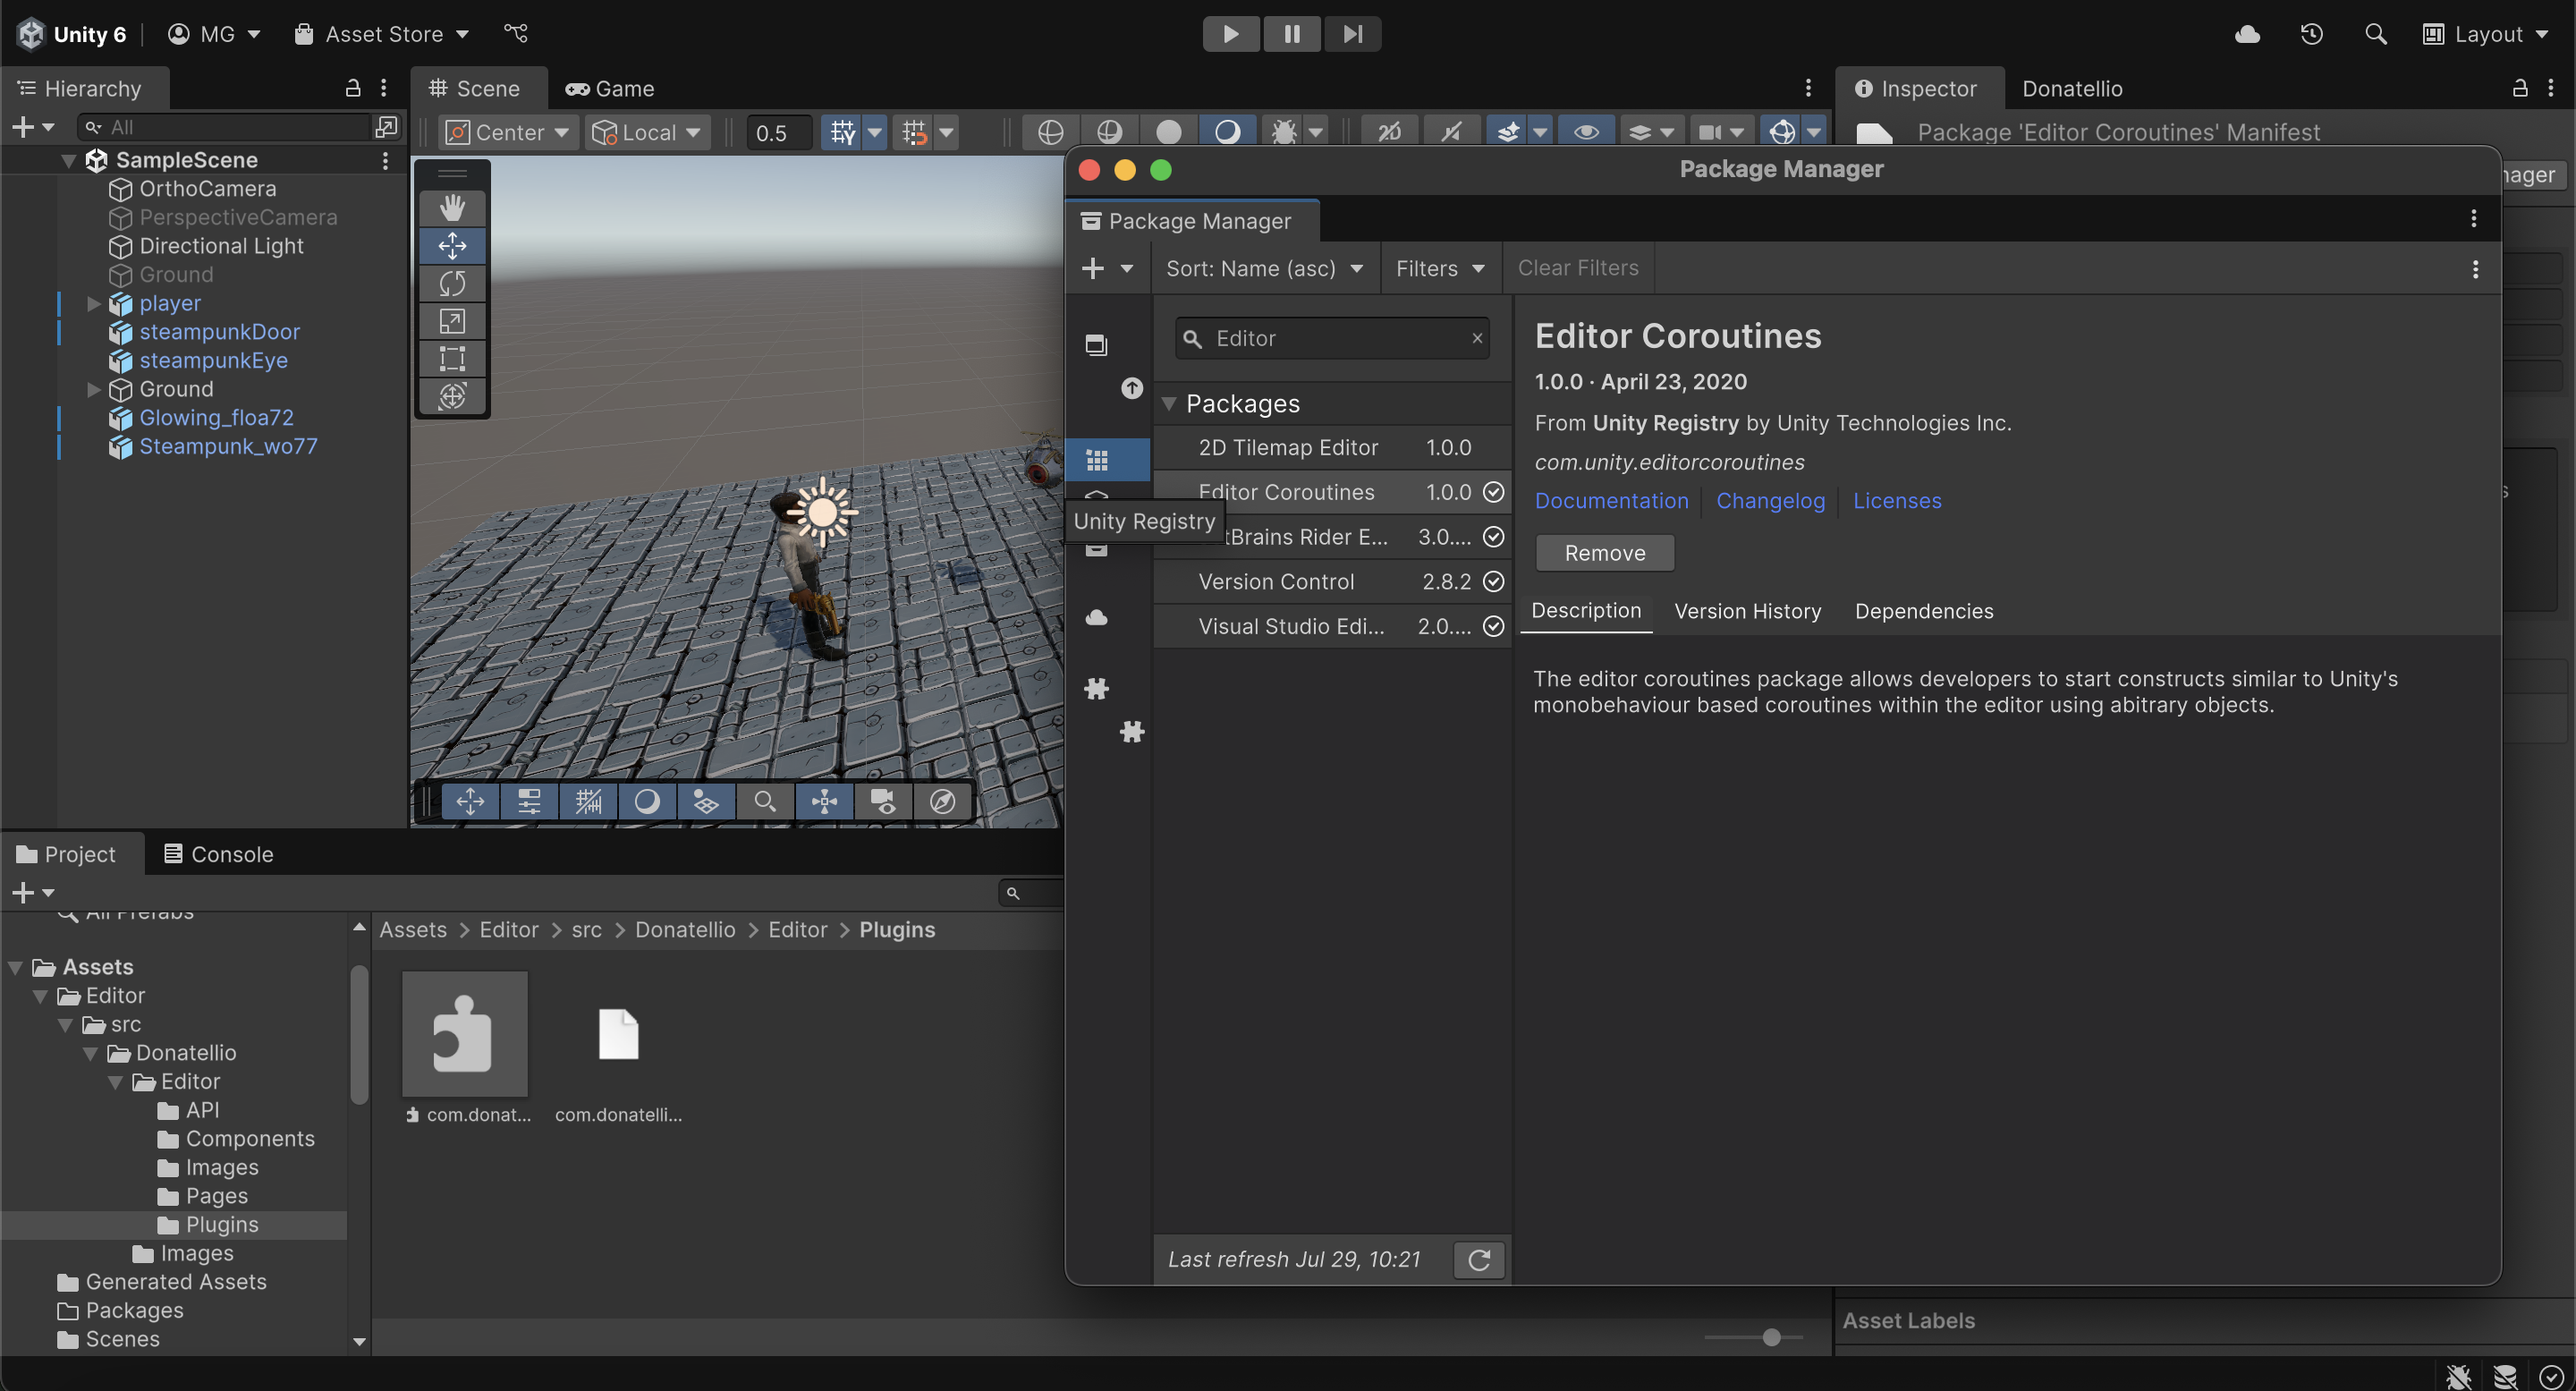 Unity 6
MG
Asset Store
Layout
Hierarchy
All
SampleScene
OrthoCamera
PerspectiveCamera
Directional Light
Ground
player
steampunkDoor
steampunkEye
Ground
Glowing_floa72
Steampunk_wo77
Scene
Game
Center
Local
0.5
2D
Inspector
Donatellio
Package 'Editor Coroutines' Manifest
Package Manager
Package Manager
Sort: Name (asc)
Filters
Clear Filters
Editor
Packages
2D Tilemap Editor 1.0.0
Editor Coroutines 1.0.0
Unity Registry
tBrains Rider E... 3.0....
Version Control 2.8.2
Visual Studio Edi... 2.0....
Last refresh Jul 29, 10:21
Editor Coroutines
1.0.0 · April 23, 2020
From Unity Registry by Unity Technologies Inc.
com.unity.editorcoroutines
Documentation
Changelog
Licenses
Remove
Description
Version History
Dependencies
The editor coroutines package allows developers to start constructs similar to Unity's
monobehaviour based coroutines within the editor using abitrary objects.
Project
Console
All Prefabs
Assets
Editor
src
Donatellio
Editor
API
Components
Images
Pages
Plugins
Images
Generated Assets
Packages
Scenes
Assets > Editor > src > Donatellio > Editor > Plugins
com.donat...
com.donatelli...
Asset Labels